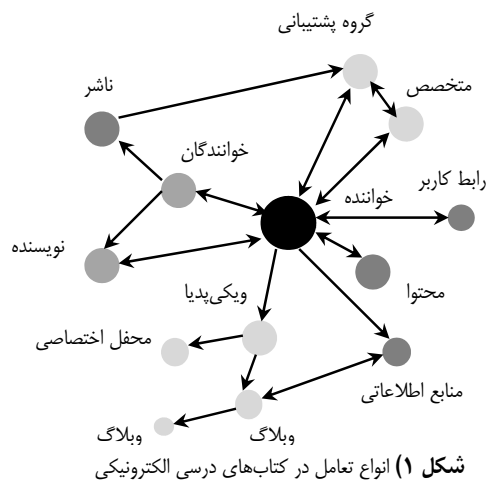 گروه پشتیبانی
متخصص
ناشر
خوانندگان
رابط کاربر
خواننده
نویسنده
محتوا
ویکی‌پدیا
محفل اختصاصی
منابع اطلاعاتی
وبلاگ
وبلاگ
شکل ۱) انواع تعامل در کتاب‌های درسی الکترونیکی